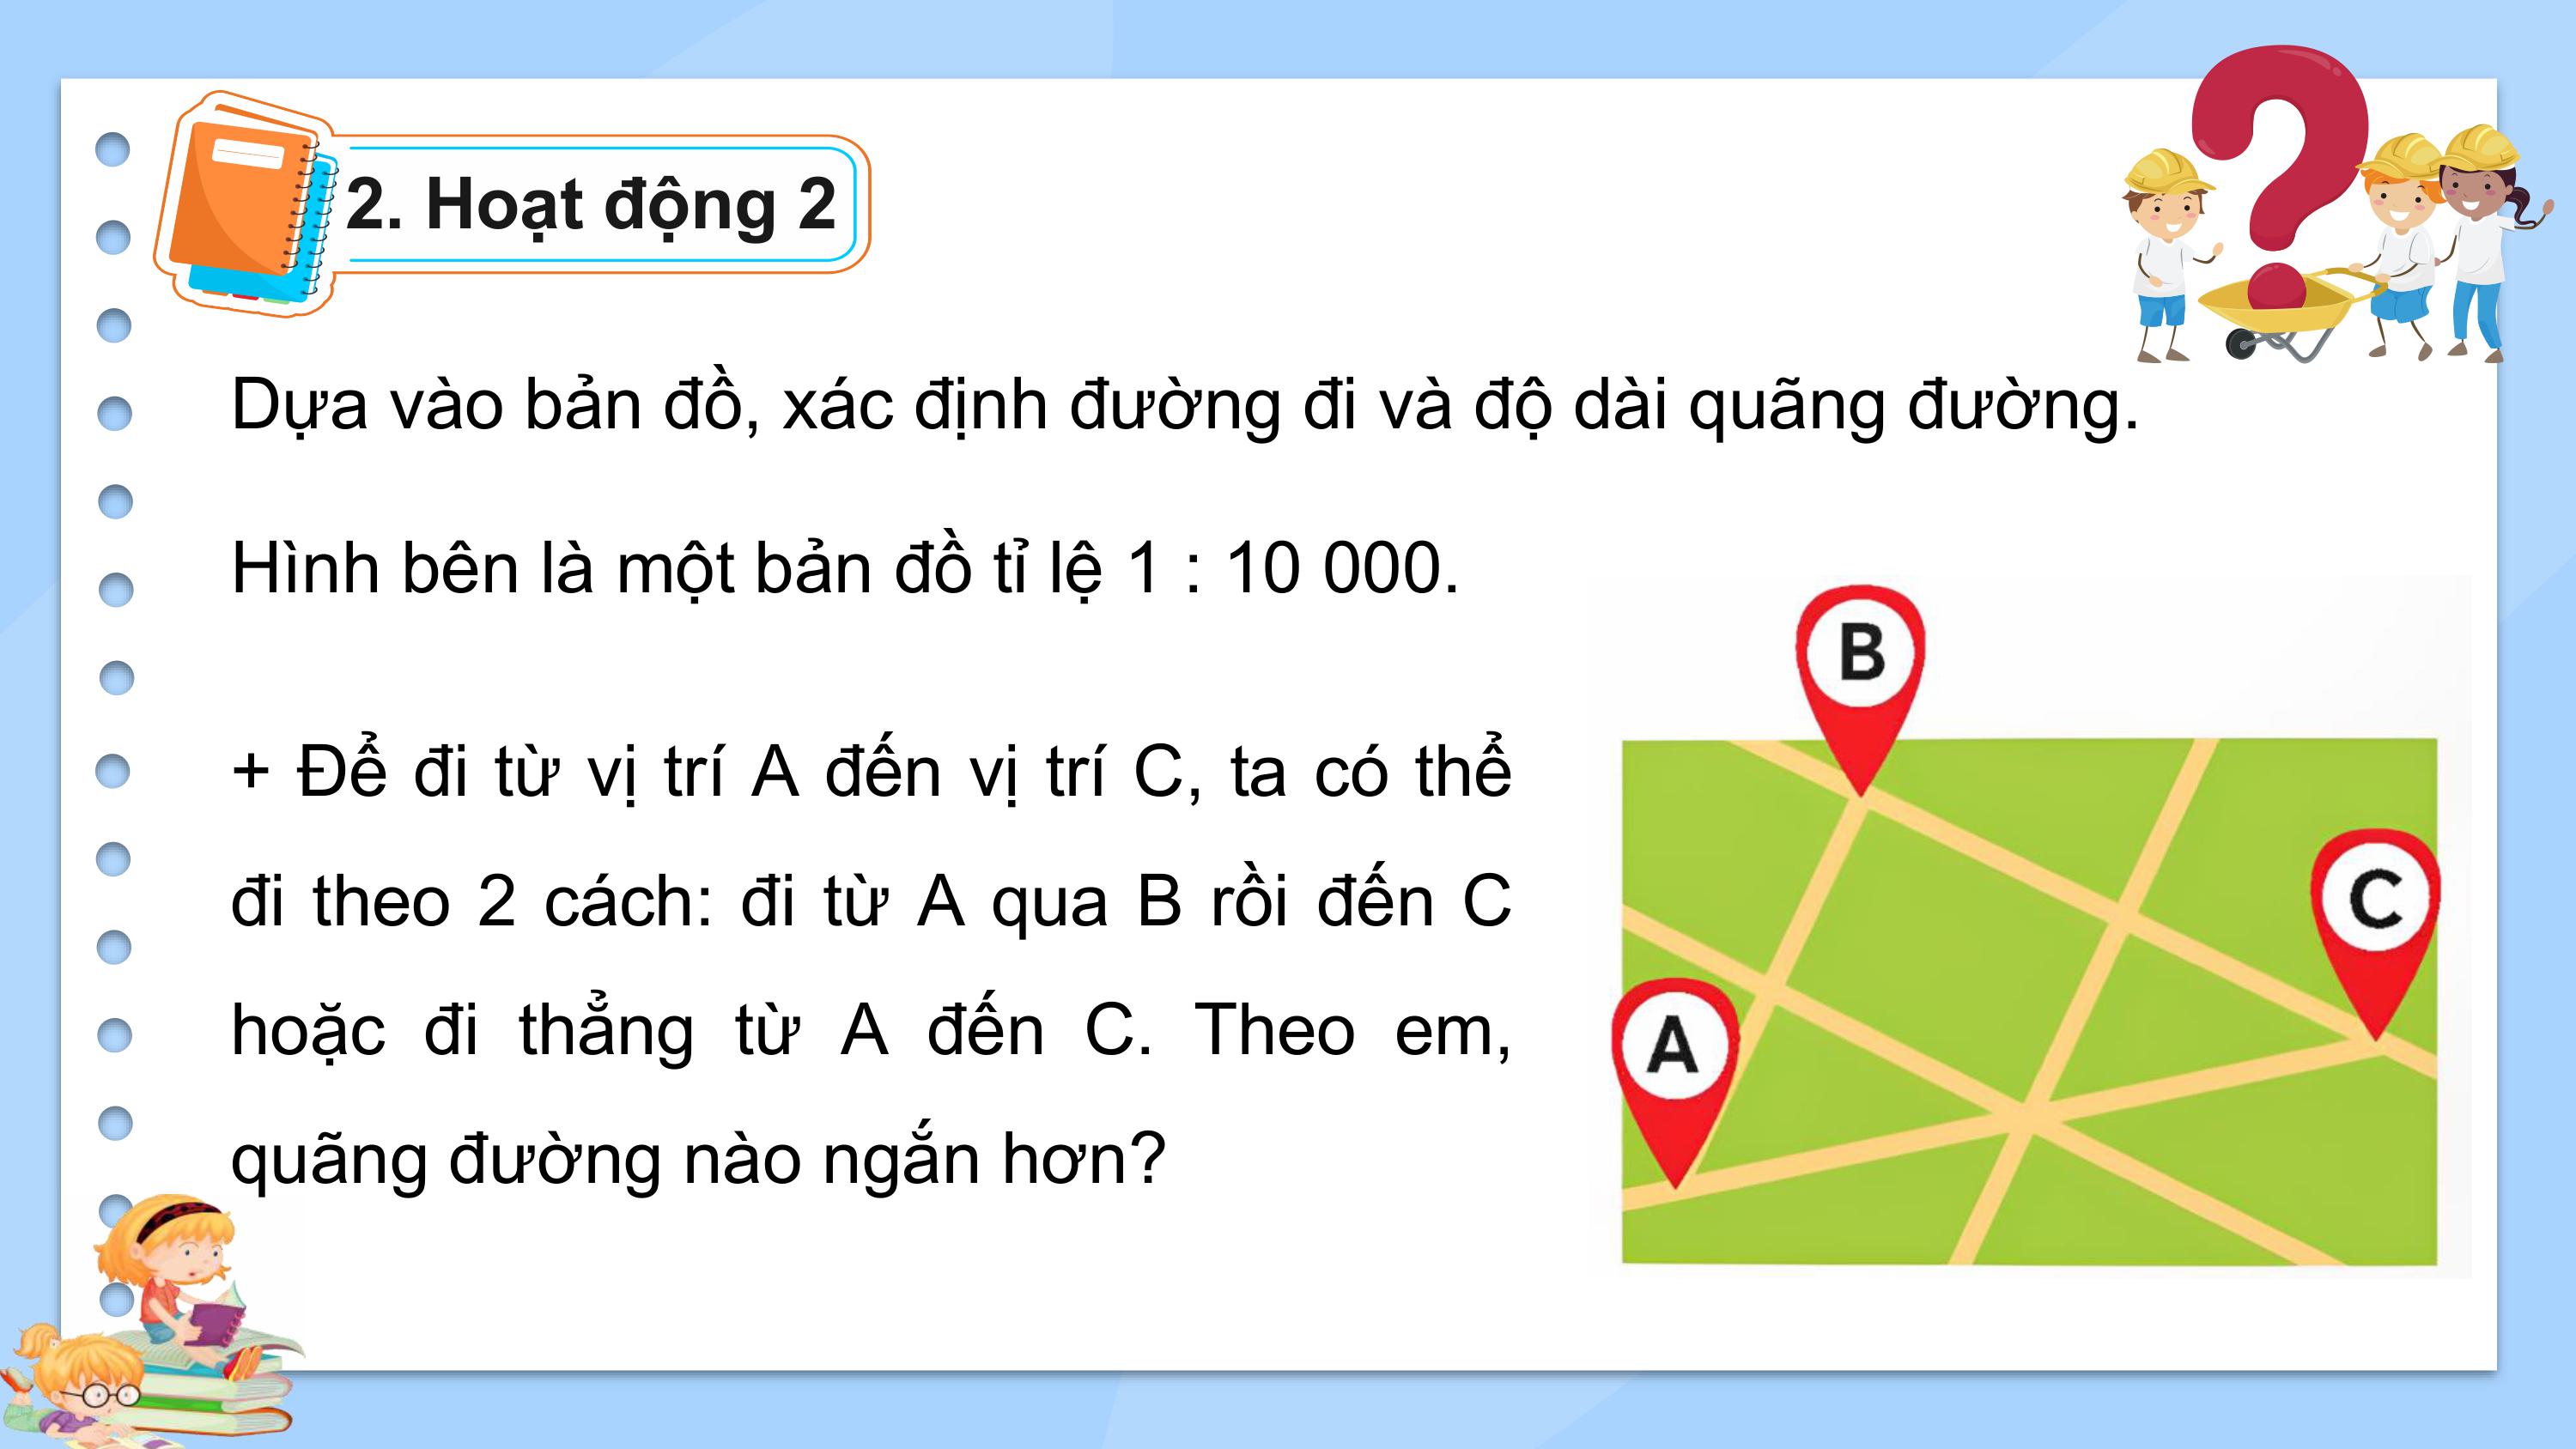 2. Hoạt động 2
Dựa vào bản đồ, xác định đường đi và độ dài quãng đường.
Hình bên là một bản đồ tỉ lệ 1 : 10 000.
+ Để đi từ vị trí A đến vị trí C, ta có thể
đi theo 2 cách: đi từ A qua B rồi đến C
hoặc đi thẳng từ A đến C. Theo em,
quãng đường nào ngắn hơn?
B
C
A